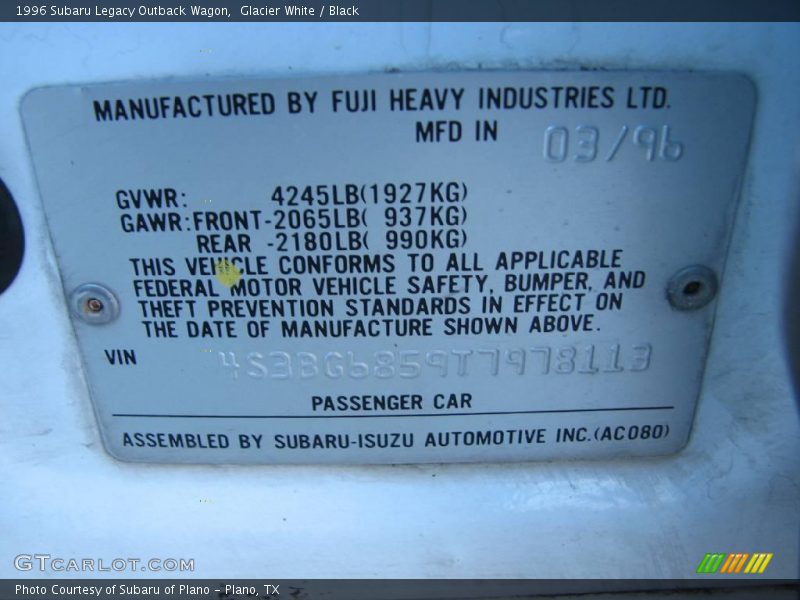 1996 Subaru Legacy Outback Wagon,  Glacier White / Black
MANUFACTURED BY FUJI HEAVY INDUSTRIES LTD.
MFD IN 03/96
GVWR: 4245LB(1927KG)
GAWR:FRONT-2065LB( 937KG)
REAR -2180LB( 990KG)
THIS VEHICLE CONFORMS TO ALL APPLICABLE
FEDERAL MOTOR VEHICLE SAFETY, BUMPER, AND
THEFT PREVENTION STANDARDS IN EFFECT ON
THE DATE OF MANUFACTURE SHOWN ABOVE.
VIN 4S3BG6859T7978113
PASSENGER CAR
ASSEMBLED BY SUBARU-ISUZU AUTOMOTIVE INC.(AC080)
GTCARLOT.COM
Photo Courtesy of Subaru of Plano - Plano, TX